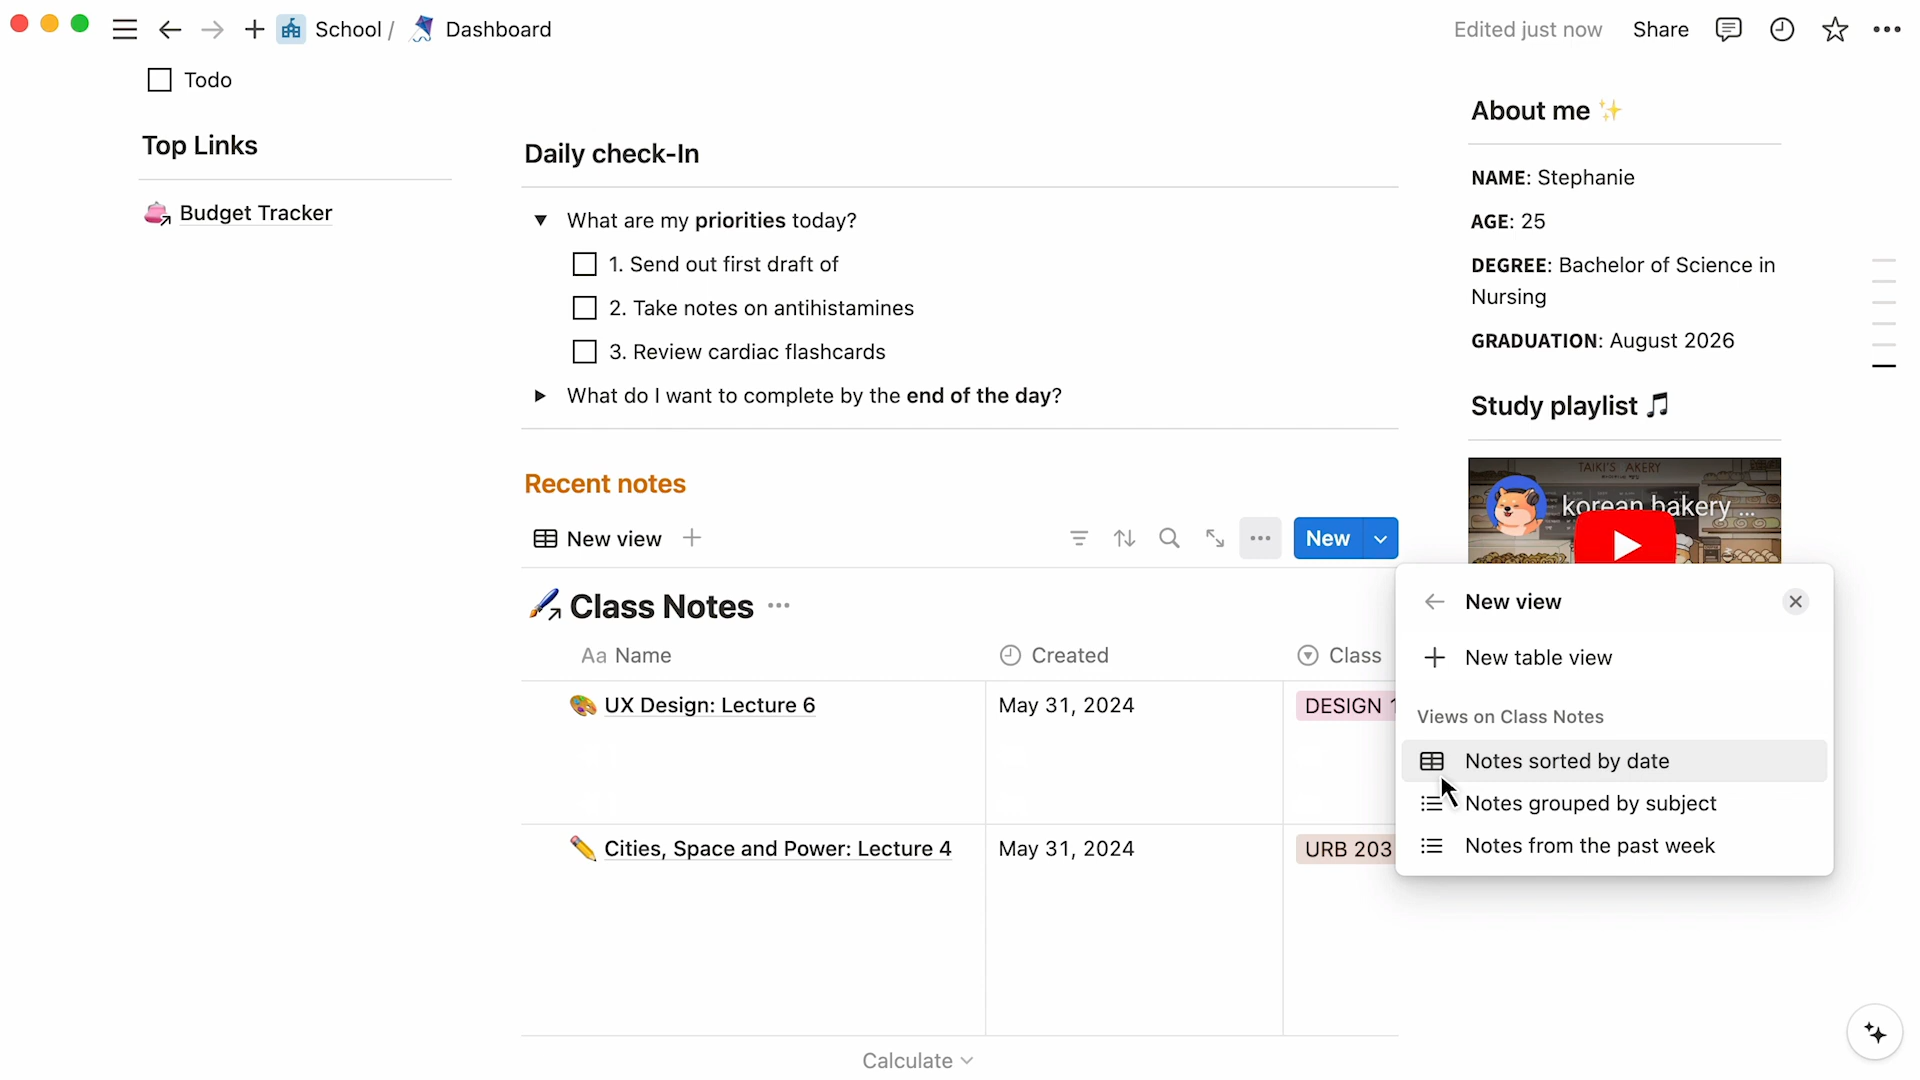 School / Dashboard
Edited just now Share
Todo
Top Links
Budget Tracker
Daily check-In
What are my priorities today?
1. Send out first draft of
2. Take notes on antihistamines
3. Review cardiac flashcards
What do I want to complete by the end of the day?
Recent notes
New view
New
Class Notes
Aa Name Created Class
UX Design: Lecture 6 May 31, 2024 DESIGN 1
Cities, Space and Power: Lecture 4 May 31, 2024 URB 203
Calculate
About me ✨
NAME: Stephanie
AGE: 25
DEGREE: Bachelor of Science in
Nursing
GRADUATION: August 2026
Study playlist 🎵
TAIKI'S AKERY
korean bakery ...
New view
New table view
Views on Class Notes
Notes sorted by date
Notes grouped by subject
Notes from the past week